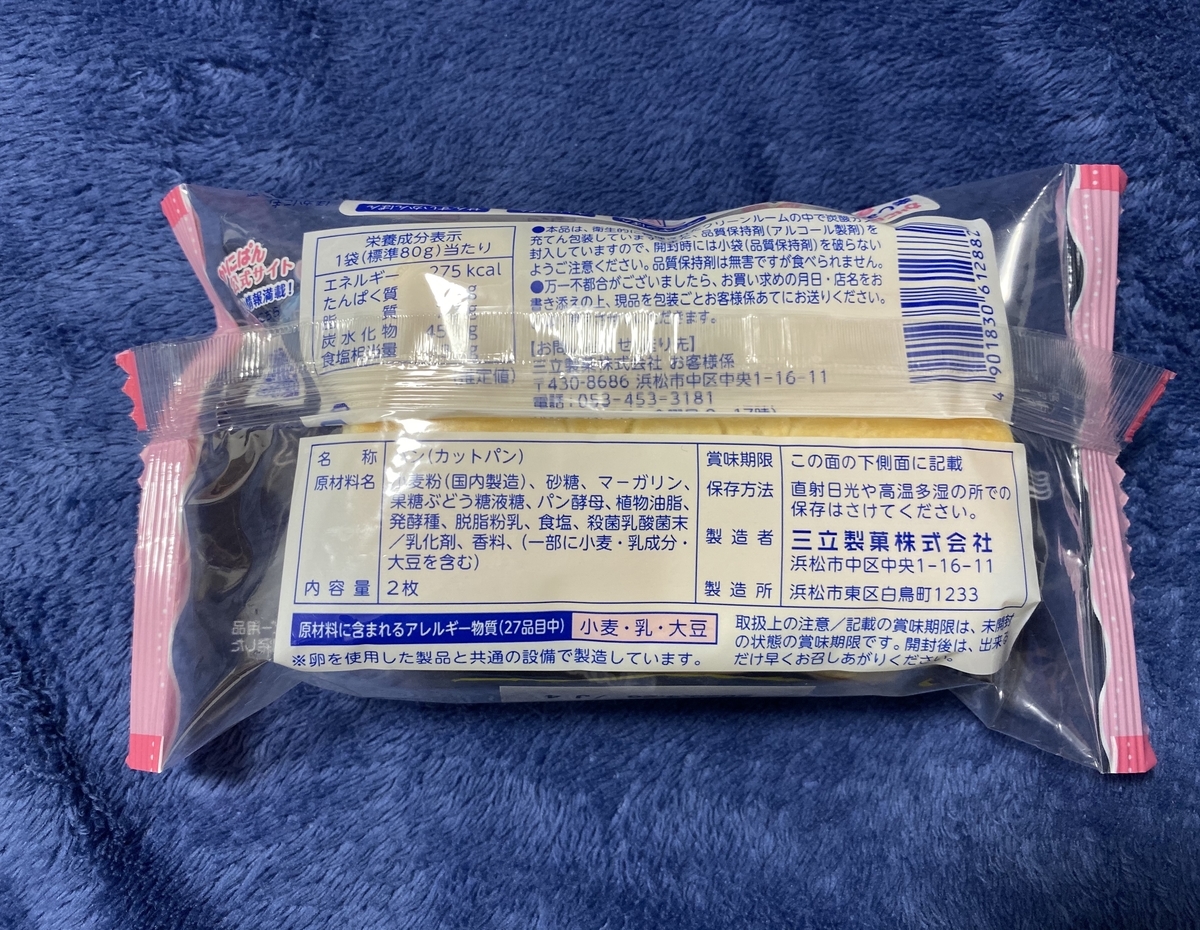 公式サイト
情報満載!
栄養成分表示
1袋(標準80g)当たり
エネルギー 275 kcal
たんぱく質 g
質 g
炭水化物 45 g
食塩相当量 g
●本品は、衛生的
リーンルームの中で炭酸ガ
充てん包装してい
品質保持剤(アルコール製剤)を
していますので、開封時には小袋(品質保持剤)を破らない
ようご注意ください。品質保持剤は無害ですが食べられません。
●万一不都合がございましたら、お買い求めの月日・店名をお
書き添えの上、現品を包装ごとお客様係あてにお送りください。
三立製菓株式会社 お客様係
〒430-8686 浜松市中区中央1-16-11
電話:053-453-3181
4 901830 612882
名称 パン(カットパン)
原材料名 小麦粉(国内製造)、砂糖、マーガリン、
果糖ぶどう糖液糖、パン酵母、植物油脂、
発酵種、脱脂粉乳、食塩、殺菌乳酸菌末
/乳化剤、香料、(一部に小麦・乳成分・
大豆を含む)
内容量 2枚
賞味期限 この面の下側面に記載
保存方法 直射日光や高温多湿の所での
保存はさけてください。
製造者 三立製菓株式会社
浜松市中区中央1-16-11
製造所 浜松市東区白鳥町1233
原材料に含まれるアレルギー物質(27品目中) 小麦・乳・大豆
※卵を使用した製品と共通の設備で製造しています。
取扱上の注意/記載の賞味期限は、未開封
の状態の賞味期限です。開封後は、出来る
だけ早くお召しあがりください。